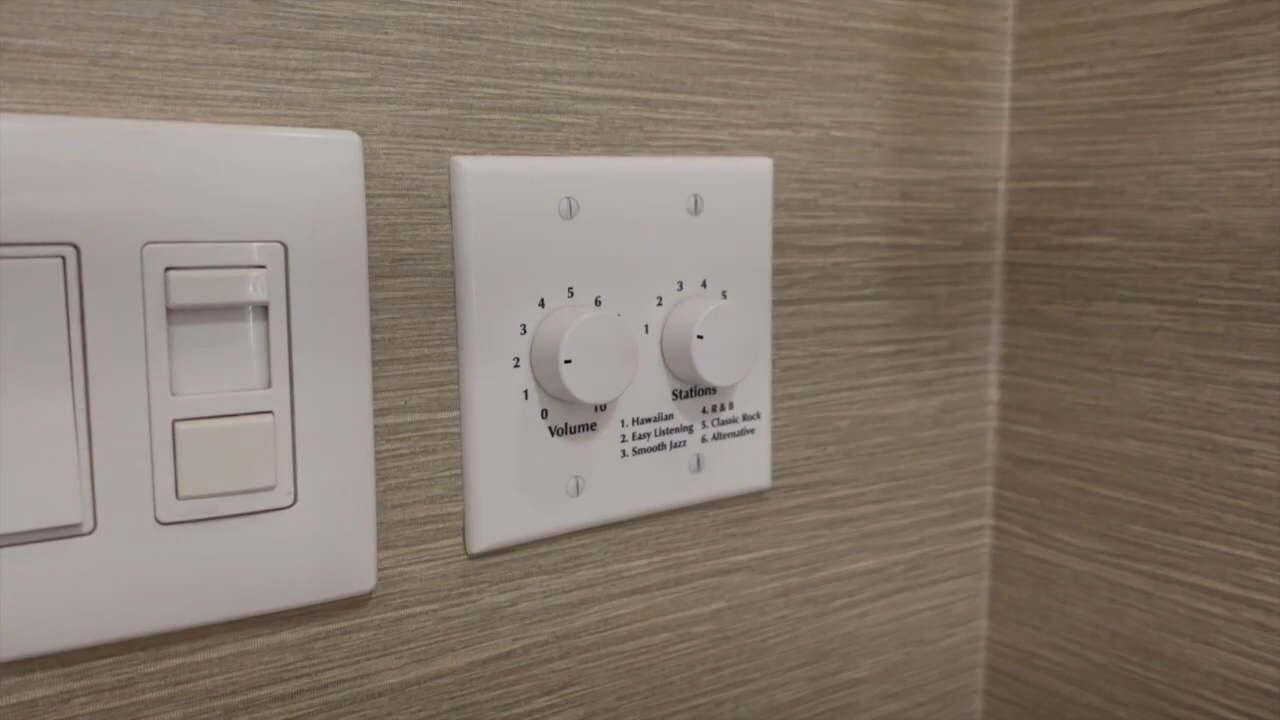 5
4 6
3
2
1
0 10
Volume
3 4
2 5
1
Stations
1. Hawaiian
2. Easy Listening
3. Smooth Jazz
4. R & B
5. Classic Rock
6. Alternative